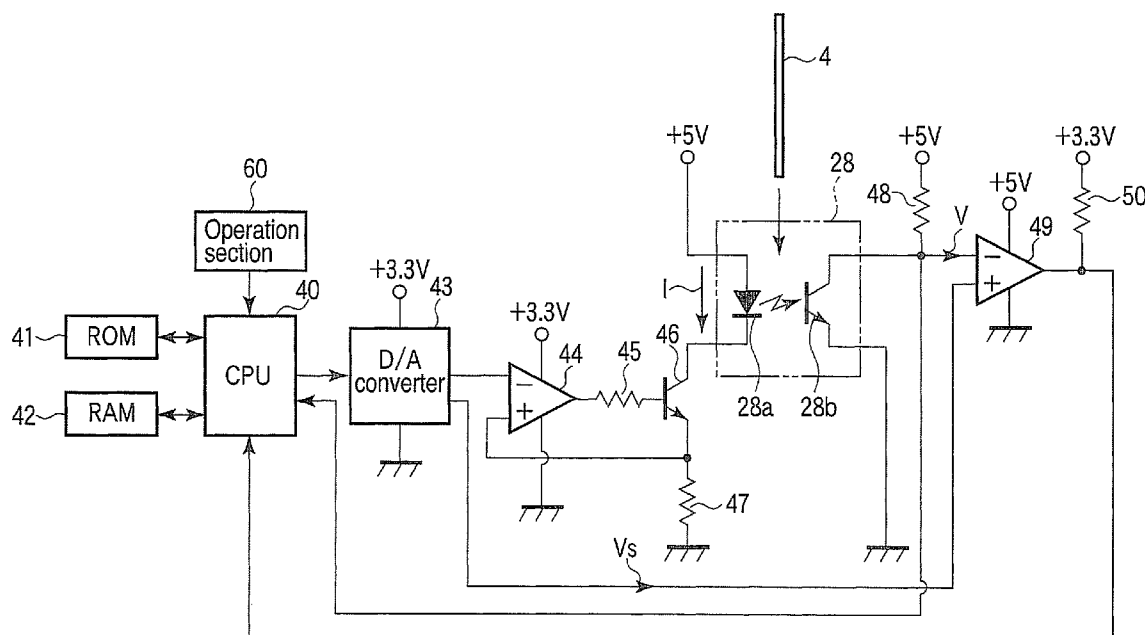 4
+5V
+5V
+3.3V
28
48
+5V
50
V
49
60
Operation
section
+3.3V
40
43
+3.3V
I
41
ROM
CPU
D/A
converter
44
45
46
42
RAM
28a
28b
47
Vs
−
+
−
+